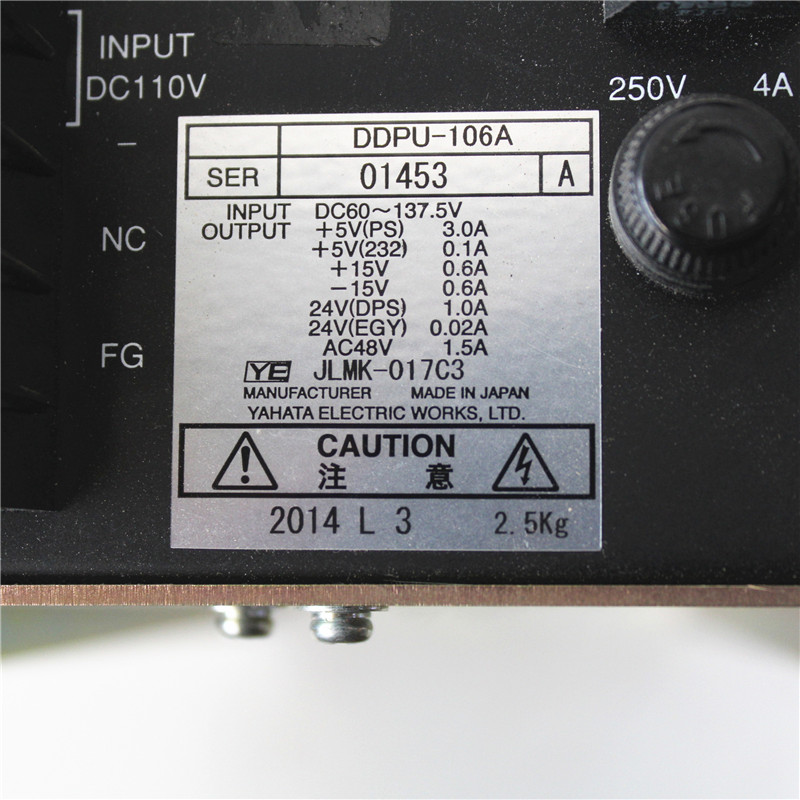 INPUT
DC110V
-
NC
FG
250V 4A
FUSE
DDPU-106A
SER 01453 A
INPUT DC60~137.5V
OUTPUT +5V(PS) 3.0A
+5V(232) 0.1A
+15V 0.6A
-15V 0.6A
24V(DPS) 1.0A
24V(EGY) 0.02A
AC48V 1.5A
YE JLMK-017C3
MANUFACTURER MADE IN JAPAN
YAHATA ELECTRIC WORKS, LTD.
CAUTION
注意
2014 L 3 2.5Kg